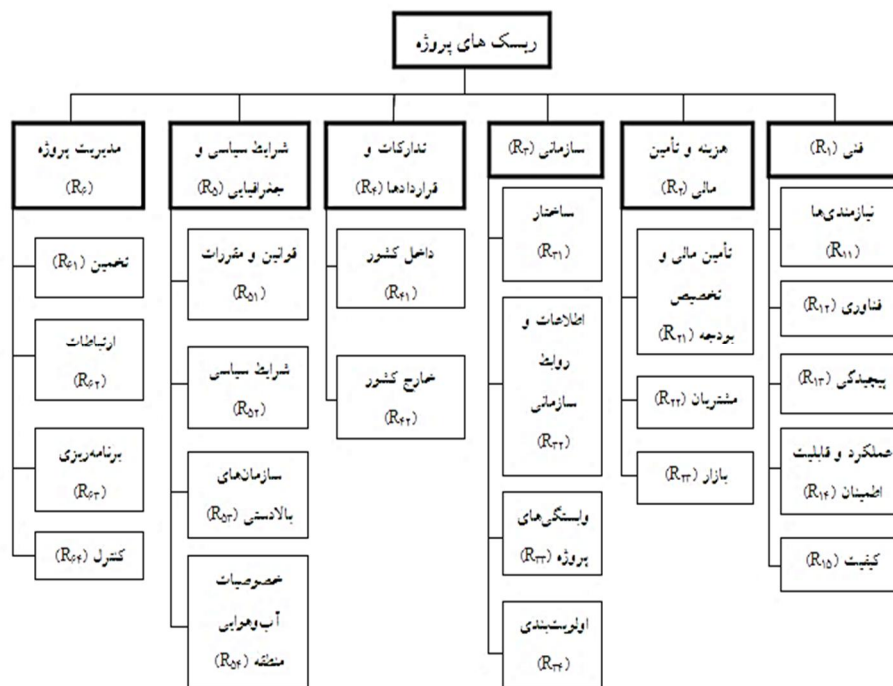 ریسک های پروژه
فنی (R۱)
نیازمندی‌ها
(R۱۱)
فناوری (R۱۲)
پیچیدگی (R۱۳)
عملکرد و قابلیت
اطمینان (R۱۴)
کیفیت (R۱۵)
هزینه و تأمین
مالی (R۲)
تأمین مالی و
تخصیص
بودجه (R۲۱)
مشتریان (R۲۲)
بازار (R۲۳)
سازمانی (R۳)
ساختار
(R۳۱)
اطلاعات و
روابط
سازمانی
(R۳۲)
وابستگی‌های
پروژه (R۳۳)
اولویت‌بندی
(R۳۴)
تدارکات و
قراردادها (R۴)
داخل کشور
(R۴۱)
خارج کشور
(R۴۲)
شرایط سیاسی و
جغرافیایی (R۵)
قوانین و مقررات
(R۵۱)
شرایط سیاسی
(R۵۲)
سازمان‌های
بالادستی (R۵۳)
خصوصیات
آب‌وهوایی
منطقه (R۵۴)
مدیریت پروژه
(R۶)
تخمین (R۶۱)
ارتباطات
(R۶۲)
برنامه‌ریزی
(R۶۳)
کنترل (R۶۴)